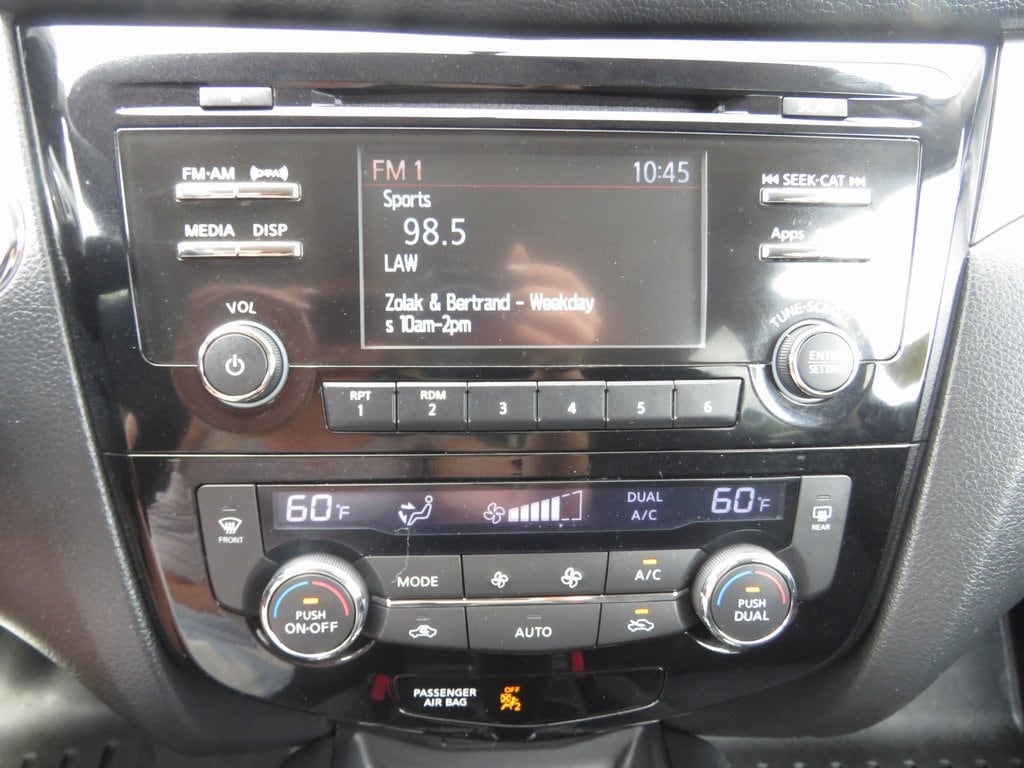 FM·AM
MEDIA DISP
VOL
FM 1 10:45
Sports
98.5
LAW
Zolak & Bertrand - Weekday
s 10am-2pm
SEEK·CAT
Apps
ENTER
SETTING
RPT RDM
1 2 3 4 5 6
60°F DUAL A/C 60°F
FRONT
REAR
MODE
A/C
PUSH
ON·OFF
AUTO
PUSH
DUAL
PASSENGER
AIR BAG
OFF
2